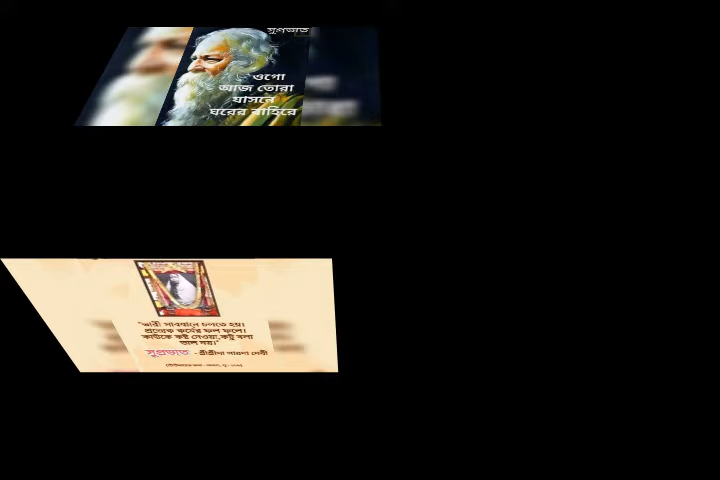 সুপ্রভাত
ওগো
আজ তোরা
যাসনে
ঘরের বাহিরে
"ভারী সাবধানে চলতে হয়।
প্রত্যেক কর্মের ফল ফলে।
কাউকে কষ্ট দেওয়া,কটু বলা
ভাল নয়।"
সুপ্রভাত - শ্রীশ্রীমা সারদা দেবী